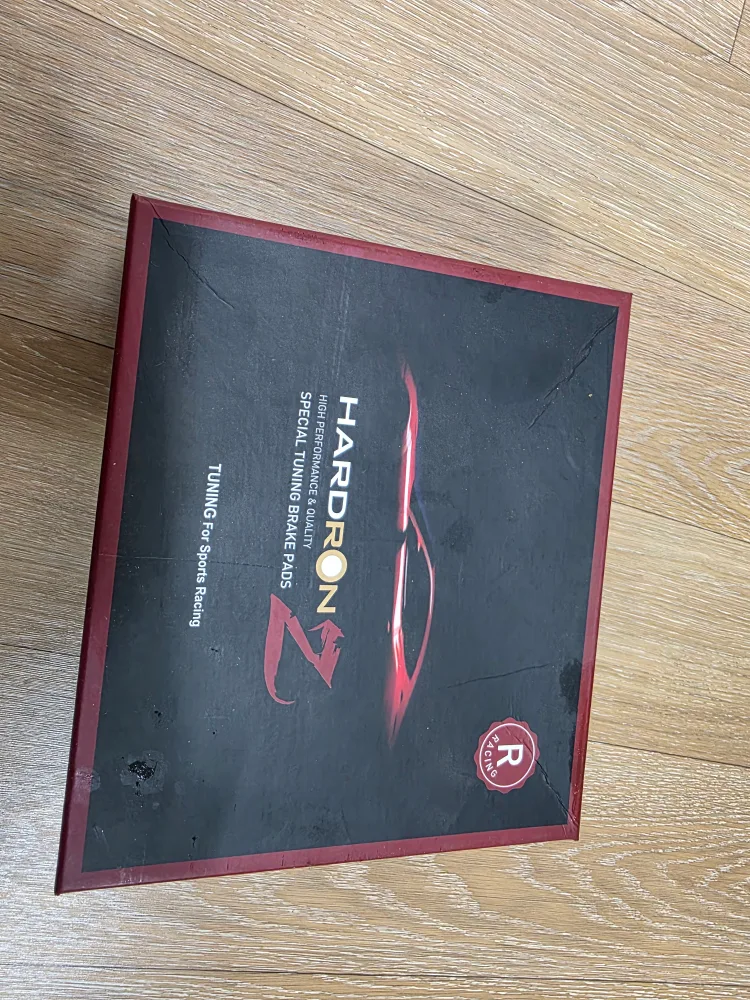 R
RACING
HARDRON Z
HIGH PERFORMANCE & QUALITY
SPECIAL TUNING BRAKE PADS
TUNING For Sports Racing